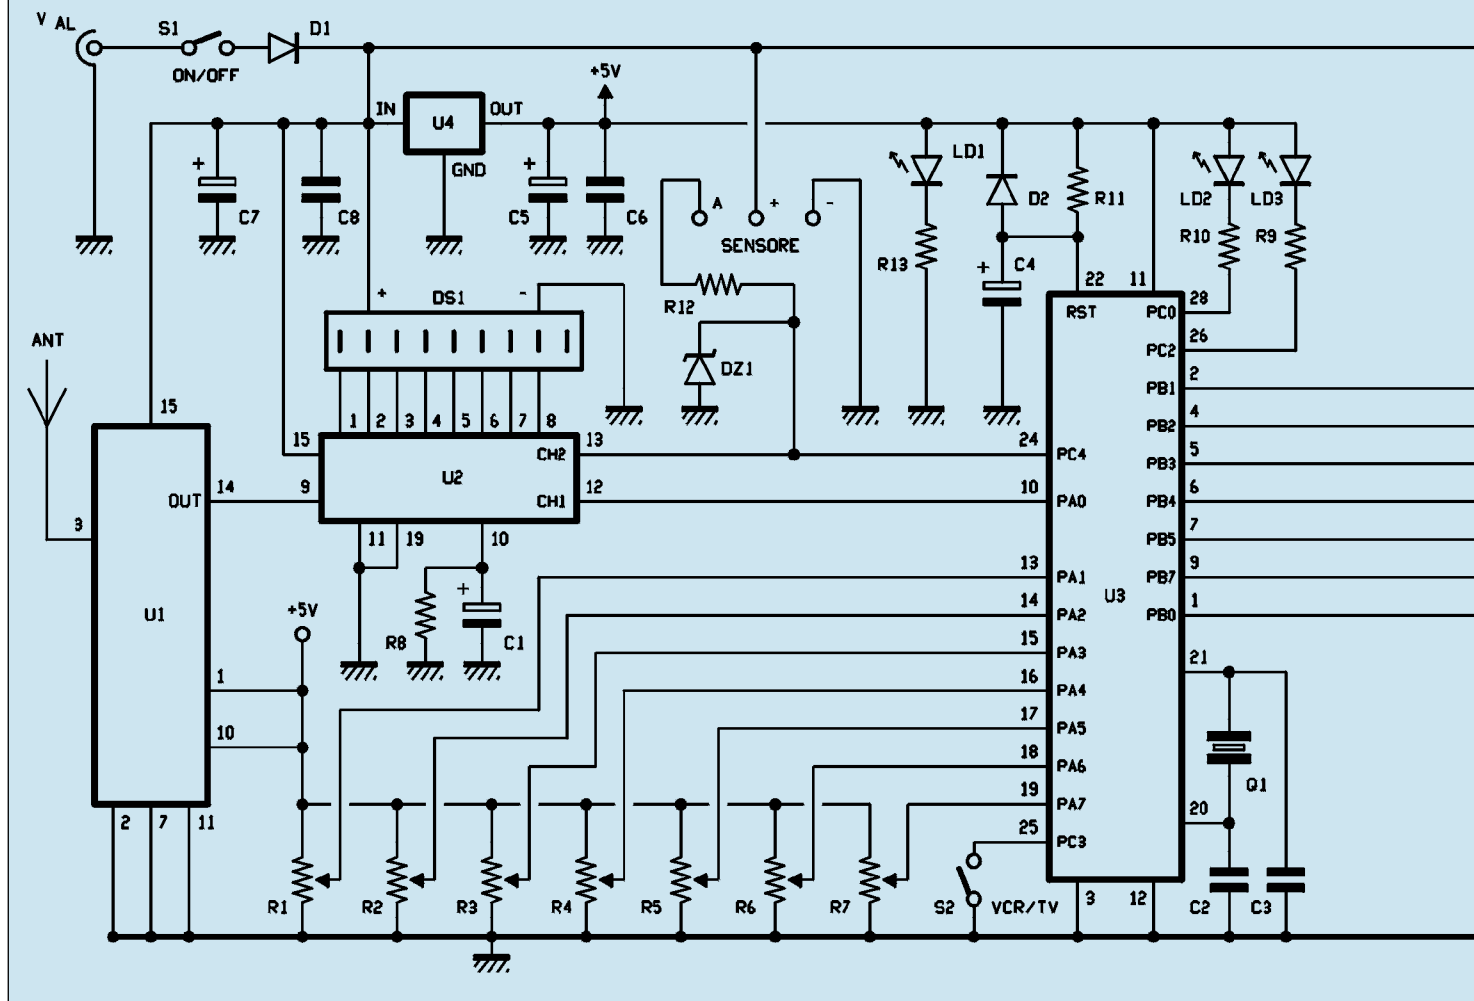 V AL
S1
D1
ON/OFF
+5V
IN
U4
OUT
GND
+
C7
C8
+
C5
C6
A
+
-
SENSORE
LD1
D2
R11
LD2
LD3
R10
R9
R13
+
C4
R12
DZ1
22
11
28
RST
PC0
26
PC2
2
PB1
4
PB2
5
PB3
6
PB4
7
PB5
9
PB7
1
PB0
21
20
Q1
C2
C3
+
DS1
-
ANT
15
1
2
3
4
5
6
7
8
15
CH2
13
24
PC4
U2
14
OUT
9
CH1
12
10
PA0
3
11
19
10
13
PA1
U3
14
PA2
15
PA3
16
PA4
17
PA5
18
PA6
19
PA7
25
PC3
U1
+5V
R8
+
C1
1
10
2
7
11
R1
R2
R3
R4
R5
R6
R7
S2
VCR/TV
3
12